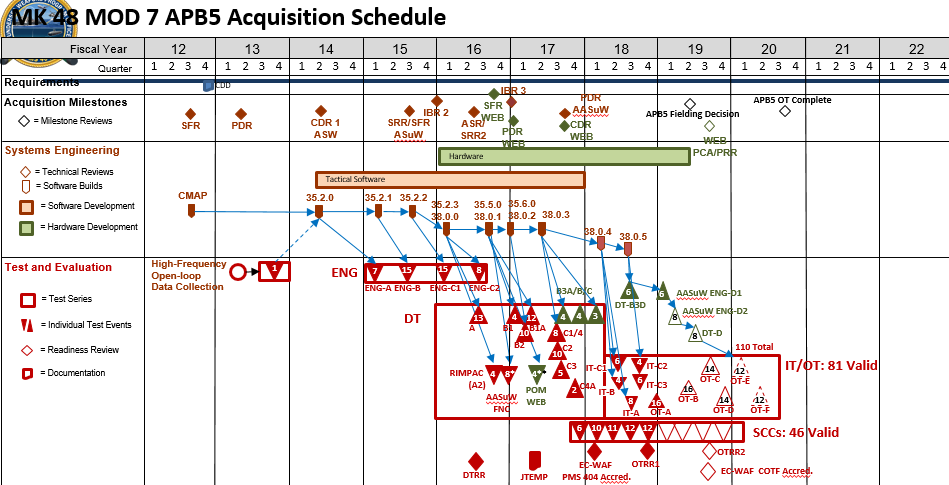 MK 48 MOD 7 APB5 Acquisition Schedule
Fiscal Year 12 13 14 15 16 17 18 19 20 21 22
Quarter 1 2 3 4 1 2 3 4 1 2 3 4 1 2 3 4 1 2 3 4 1 2 3 4 1 2 3 4 1 2 3 4 1 2 3 4 1 2 3 4 1 2 3 4
Requirements
CDD
Acquisition Milestones
= Milestone Reviews
SFR
PDR
CDR 1
ASW
SRR/SFR
ASuW
IBR 2
ASR/
SRR2
SFR
WEB
IBR 3
PDR
WEB
PDR
AASuW
CDR
WEB
APB5 Fielding Decision
WEB
PCA/PRR
APB5 OT Complete
Systems Engineering
= Technical Reviews
= Software Builds
= Software Development
= Hardware Development
Hardware
Tactical Software
CMAP
35.2.0
35.2.1
35.2.2
35.2.3
38.0.0
35.5.0
38.0.1
35.6.0
38.0.2
38.0.3
38.0.4
38.0.5
Test and Evaluation
= Test Series
= Individual Test Events
= Readiness Review
= Documentation
High-Frequency
Open-loop
Data Collection
1
ENG
7 15 15 8
ENG-A ENG-B ENG-C1 ENG-C2
DT
13
A
4
B1
12
B1A
10
B2
B3A/B/C
4 4 3
8
C1/4
10
C2
5
C3
2
C4A
RIMPAC
(A2)
4
8*
AASuW
FNC
4*
POM
WEB
6
DT-B3D
6
AASuW ENG-D1
8
AASuW ENG-D2
8
DT-D
110 Total
IT/OT: 81 Valid
IT-C1
6
4
IT-C2
IT-B
4
6
IT-C3
8
IT-A
16
OT-A
16
OT-B
14
OT-C
14
OT-D
12
OT-E
12
OT-F
6 10 11 12 12
SCCs: 46 Valid
DTRR
JTEMP
EC-WAF
PMS 404 Accred.
OTRR1
OTRR2
EC-WAF COTF Accred.